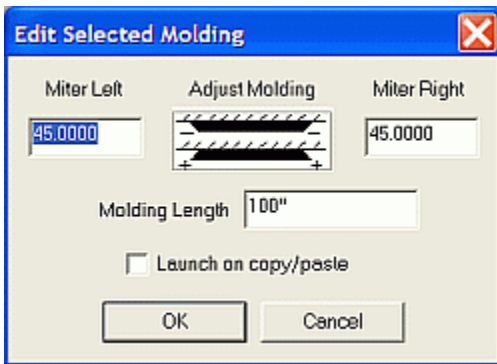 Edit Selected Molding
Miter Left Adjust Molding Miter Right
45.0000 45.0000
Molding Length 100"
Launch on copy/paste
OK Cancel